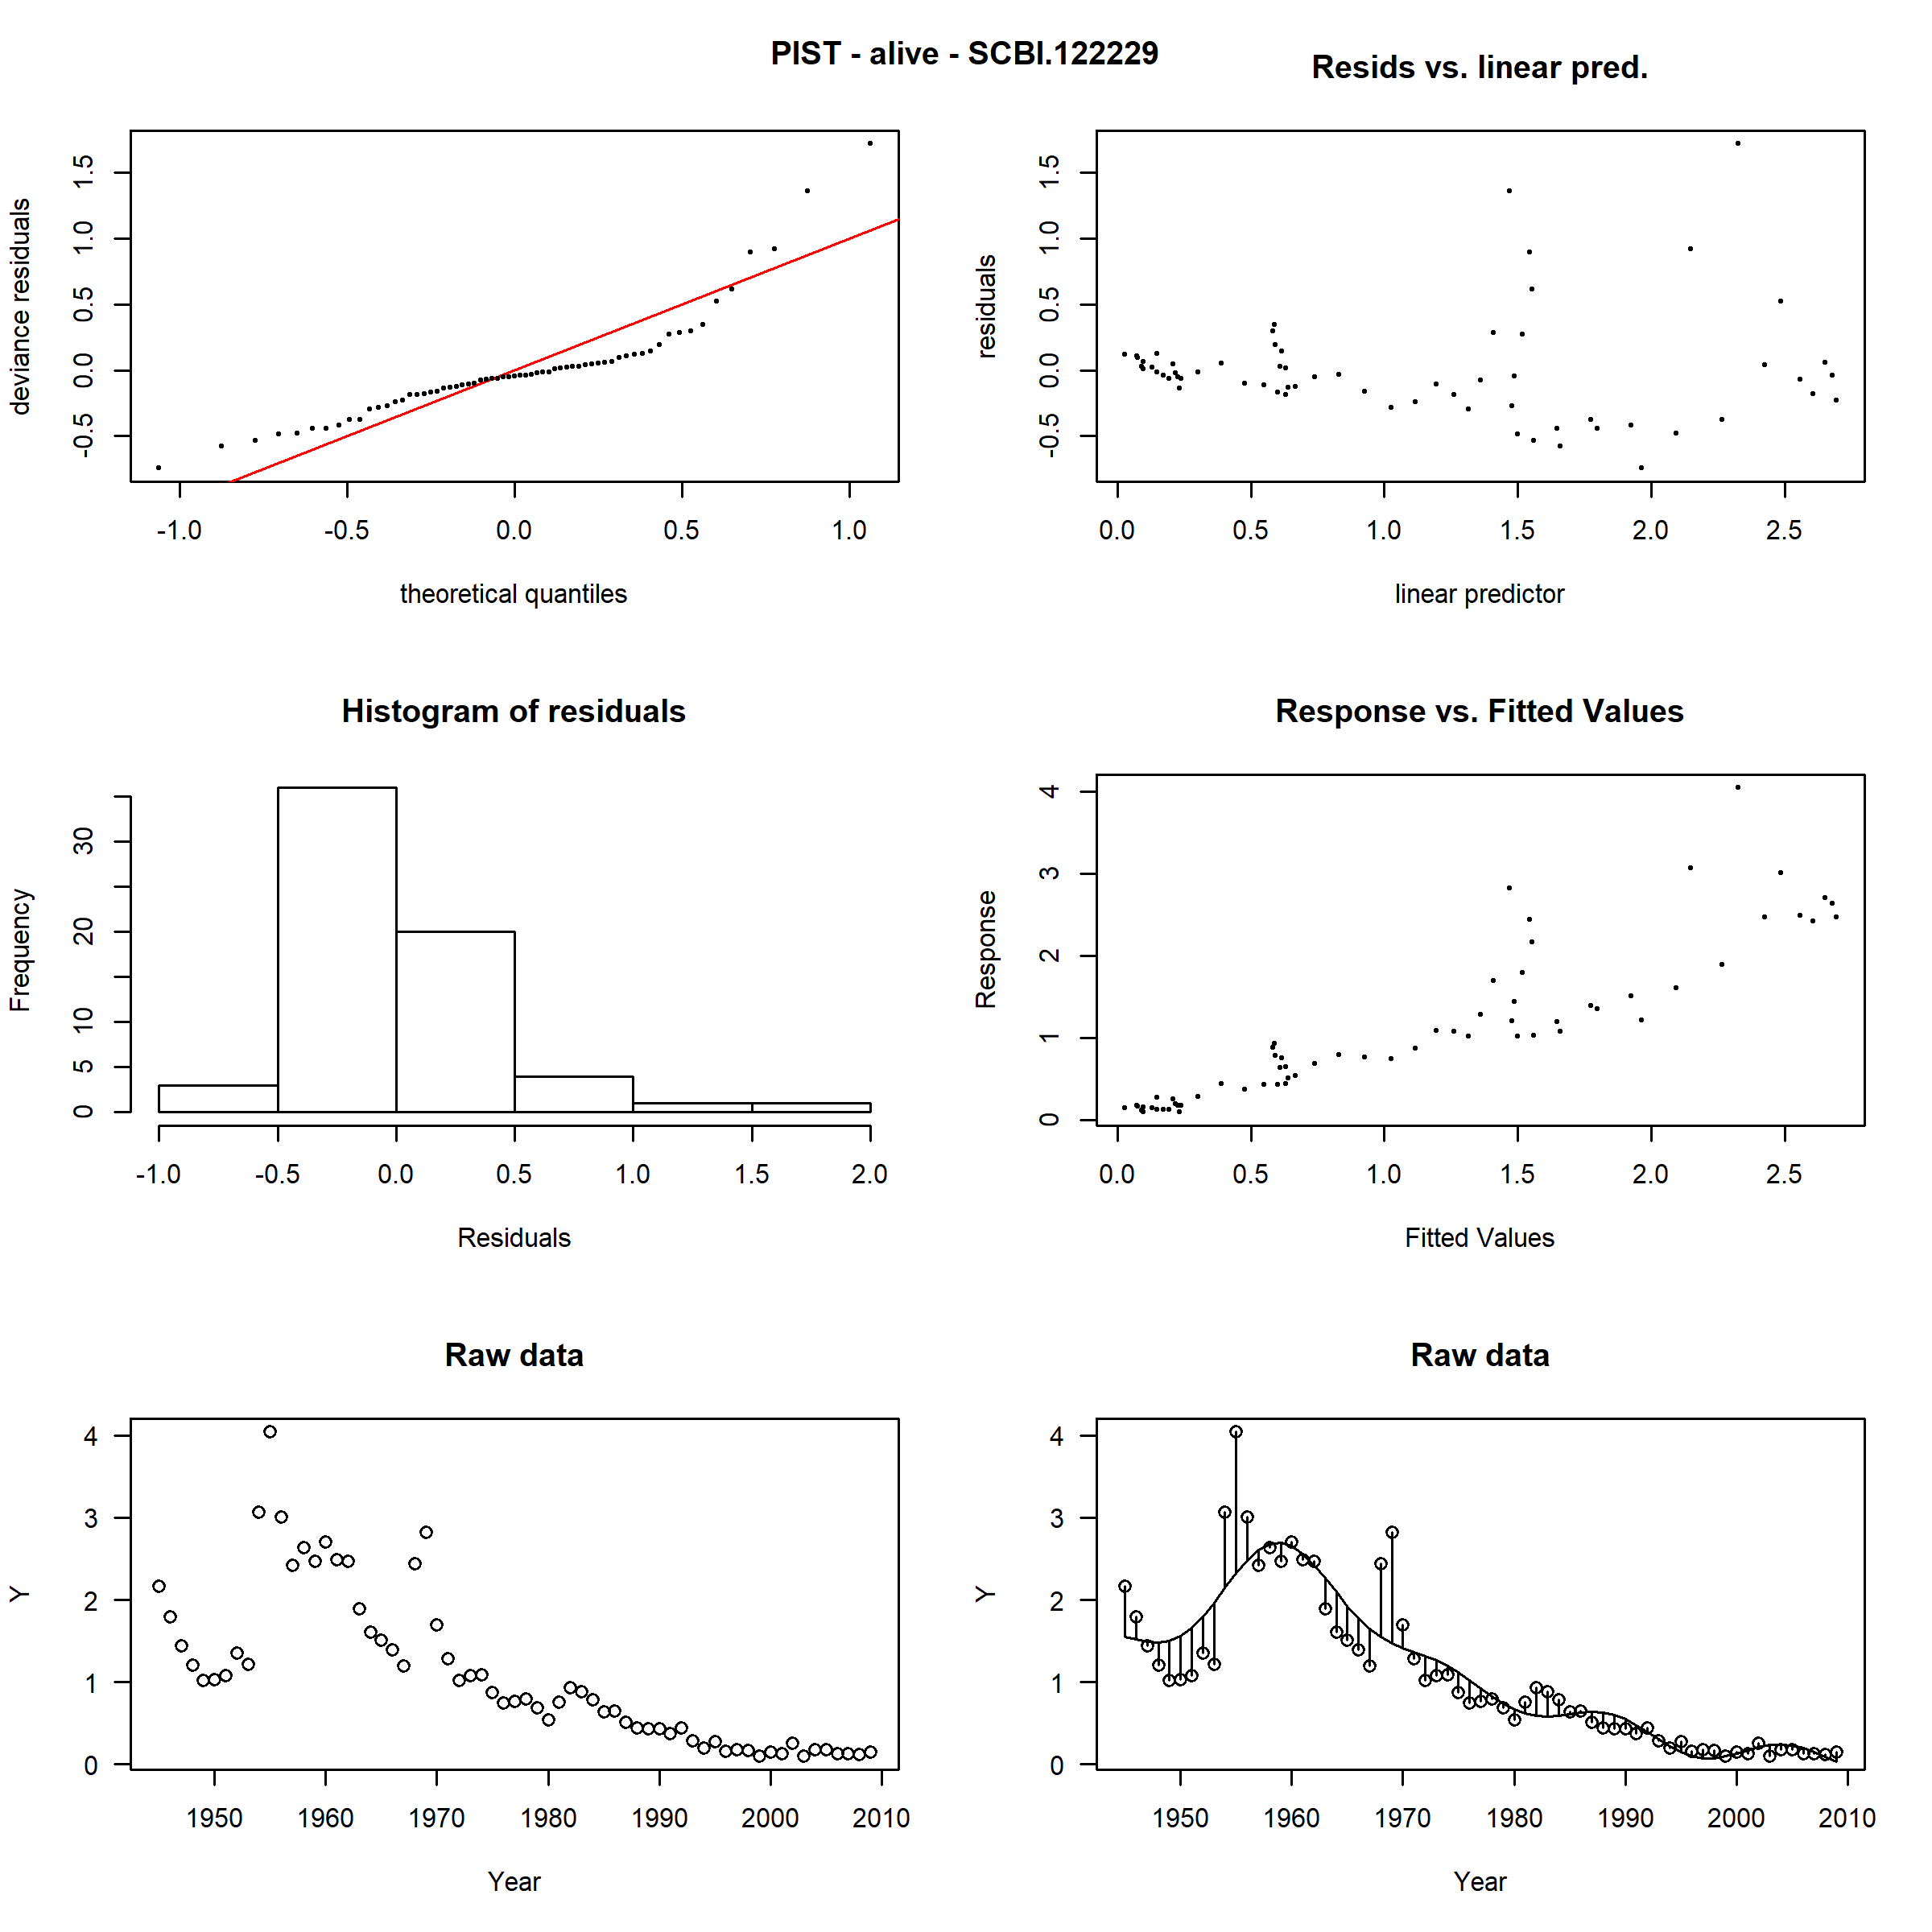 PIST - alive - SCBI.122229
Resids vs. linear pred.
deviance residuals
-0.5 0.0 0.5 1.0 1.5
-1.0 -0.5 0.0 0.5 1.0
theoretical quantiles
residuals
-0.5 0.0 0.5 1.0 1.5
0.0 0.5 1.0 1.5 2.0 2.5
linear predictor
Histogram of residuals
Frequency
0 5 10 20 30
-1.0 -0.5 0.0 0.5 1.0 1.5 2.0
Residuals
Response vs. Fitted Values
Response
0 1 2 3 4
0.0 0.5 1.0 1.5 2.0 2.5
Fitted Values
Raw data
Y
4
3
2
1
0
1950 1960 1970 1980 1990 2000 2010
Year
Raw data
Y
4
3
2
1
0
1950 1960 1970 1980 1990 2000 2010
Year